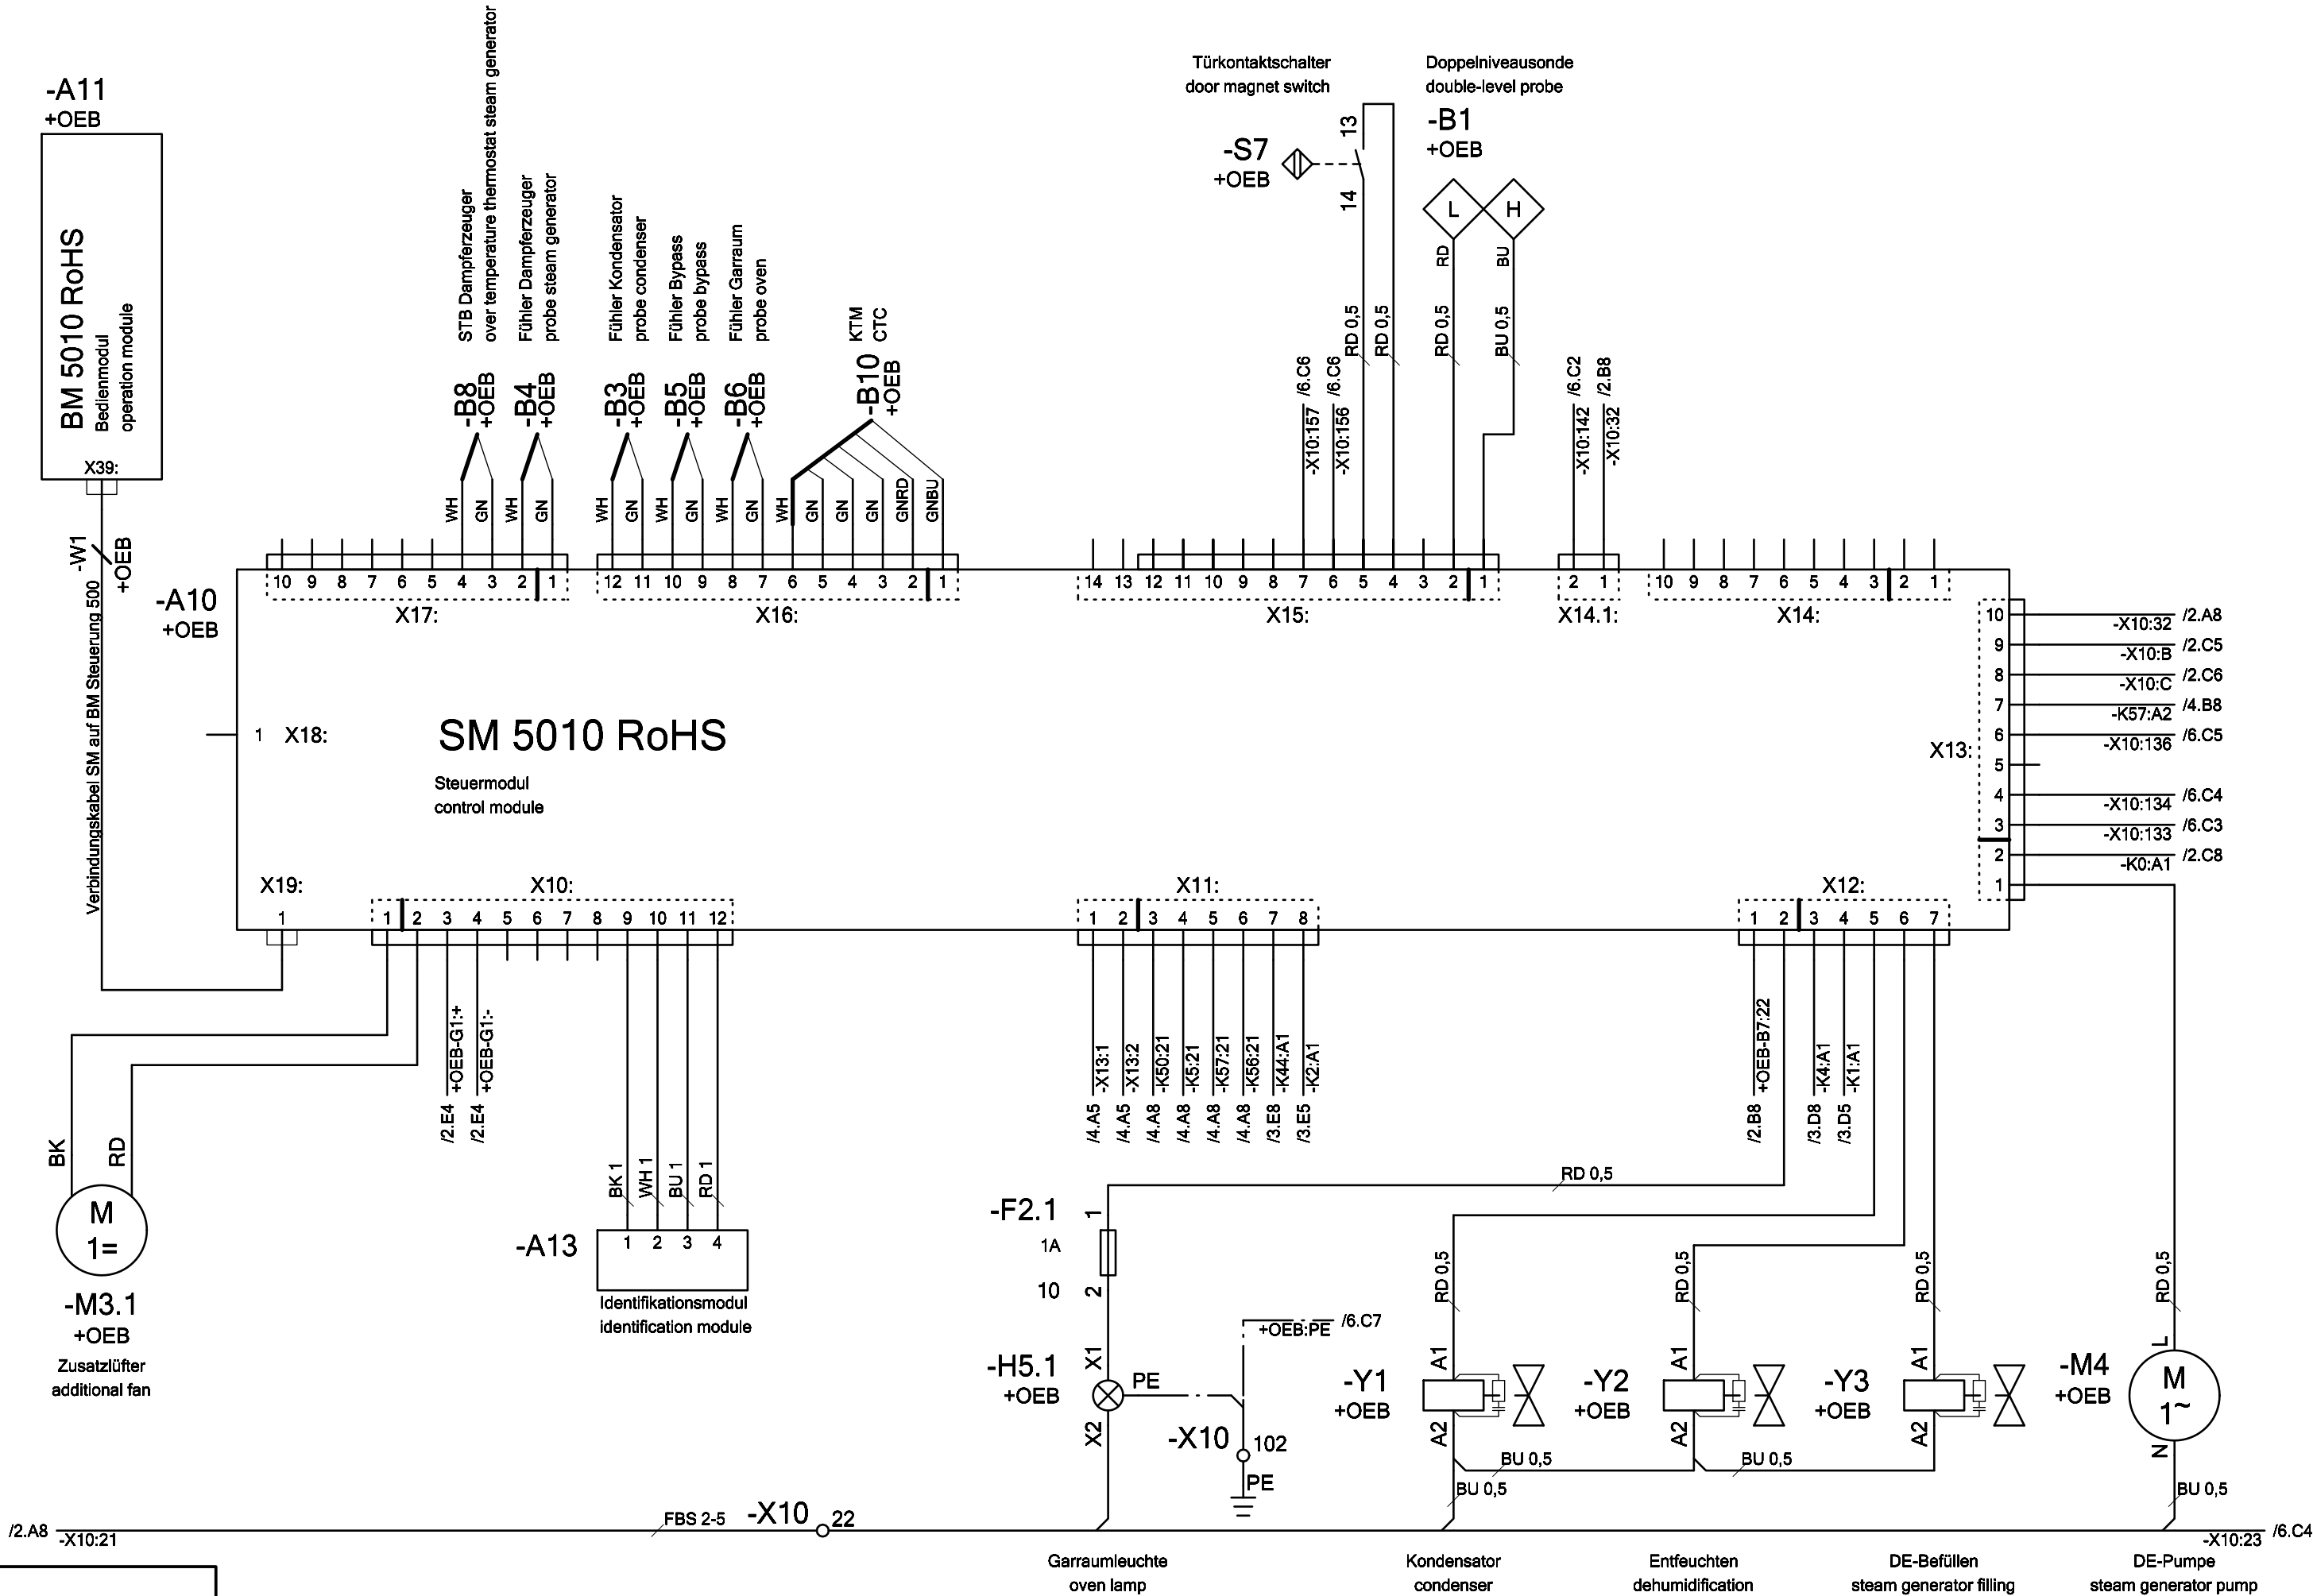 -A11
+OEB
BM 5010 RoHS
Bedienmodul
operation module
X39:
-W1
+OEB
Verbindungskabel SM auf BM Steuerung 500
STB Dampferzeuger
over temperature thermostat steam generator
-B8
+OEB
WH
GN
Fühler Dampferzeuger
probe steam generator
-B4
+OEB
WH
GN
Fühler Kondensator
probe condenser
-B3
+OEB
WH
GN
Fühler Bypass
probe bypass
-B5
+OEB
WH
GN
Fühler Garraum
probe oven
-B6
+OEB
WH
GN
KTM
CTC
-B10
+OEB
WH
GN
GN
GN
GNRD
GNBU
Türkontaktschalter
door magnet switch
-S7
+OEB
13
14
Doppelniveausonde
double-level probe
-B1
+OEB
L
H
RD
BU
-X10:157 /6.C6
-X10:156 /6.C6
RD 0,5
RD 0,5
RD 0,5
BU 0,5
-X10:142 /6.C2
-X10:32 /2.B8
10 9 8 7 6 5 4 3 2 1
X17:
12 11 10 9 8 7 6 5 4 3 2 1
X16:
14 13 12 11 10 9 8 7 6 5 4 3 2 1
X15:
2 1
X14.1:
10 9 8 7 6 5 4 3 2 1
X14:
-A10
+OEB
1 X18:
SM 5010 RoHS
Steuermodul
control module
X13:
10 -X10:32 /2.A8
9 -X10:B /2.C5
8 -X10:C /2.C6
7 -K57:A2 /4.B8
6 -X10:136 /6.C5
5
4 -X10:134 /6.C4
3 -X10:133 /6.C3
2 -K0:A1 /2.C8
1
X19:
1
X10:
1 2 3 4 5 6 7 8 9 10 11 12
X11:
1 2 3 4 5 6 7 8
X12:
1 2 3 4 5 6 7
/2.E4 +OEB-G1:+
/2.E4 +OEB-G1:-
/4.A5 -X13:1
/4.A5 -X13:2
/4.A8 -K50:21
/4.A8 -K5:21
/4.A8 -K57:21
/4.A8 -K56:21
/3.E8 -K44:A1
/3.E5 -K2:A1
/2.B8 +OEB-B7:22
/3.D8 -K4:A1
/3.D5 -K1:A1
BK
RD
M
1=
-M3.1
+OEB
Zusatzlüfter
additional fan
BK 1
WH 1
BU 1
RD 1
-A13
1 2 3 4
Identifikationsmodul
identification module
RD 0,5
-F2.1
1A
10
1
2
-H5.1
+OEB
X1
X2
PE
+OEB:PE /6.C7
-X10
102
PE
RD 0,5
-Y1
+OEB
A1
A2
RD 0,5
-Y2
+OEB
A1
A2
RD 0,5
-Y3
+OEB
A1
A2
RD 0,5
-M4
+OEB
L
M
1~
N
BU 0,5
BU 0,5
BU 0,5
BU 0,5
/2.A8 -X10:21
FBS 2-5
-X10
22
-X10:23 /6.C4
Garraumleuchte
oven lamp
Kondensator
condenser
Entfeuchten
dehumidification
DE-Befüllen
steam generator filling
DE-Pumpe
steam generator pump